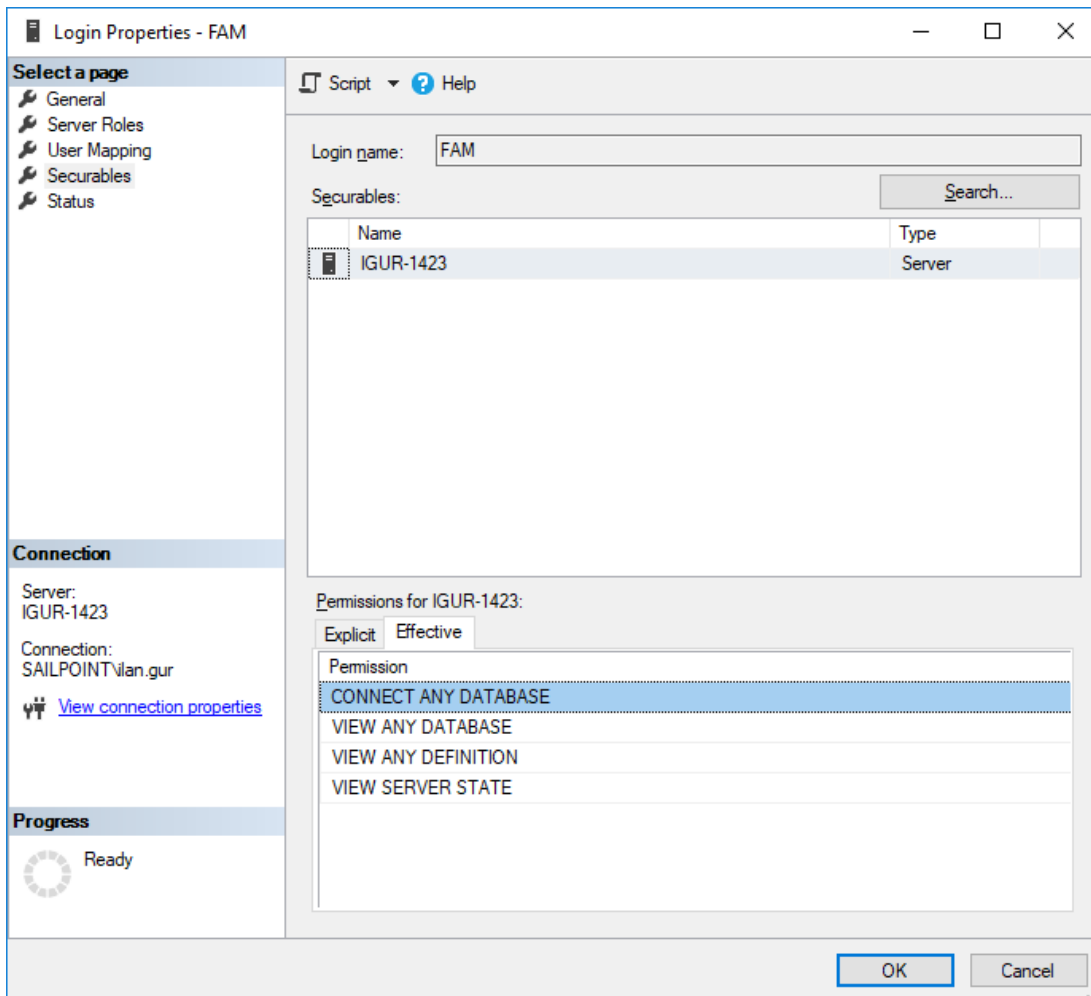 Login Properties - FAM
Select a page
General
Server Roles
User Mapping
Securables
Status
Script
Help
Login name:
FAM
Securables:
Search...
Name
Type
IGUR-1423
Server
Connection
Server:
IGUR-1423
Connection:
SAILPOINT\ilan.gur
View connection properties
Progress
Ready
Permissions for IGUR-1423:
Explicit
Effective
Permission
CONNECT ANY DATABASE
VIEW ANY DATABASE
VIEW ANY DEFINITION
VIEW SERVER STATE
OK
Cancel